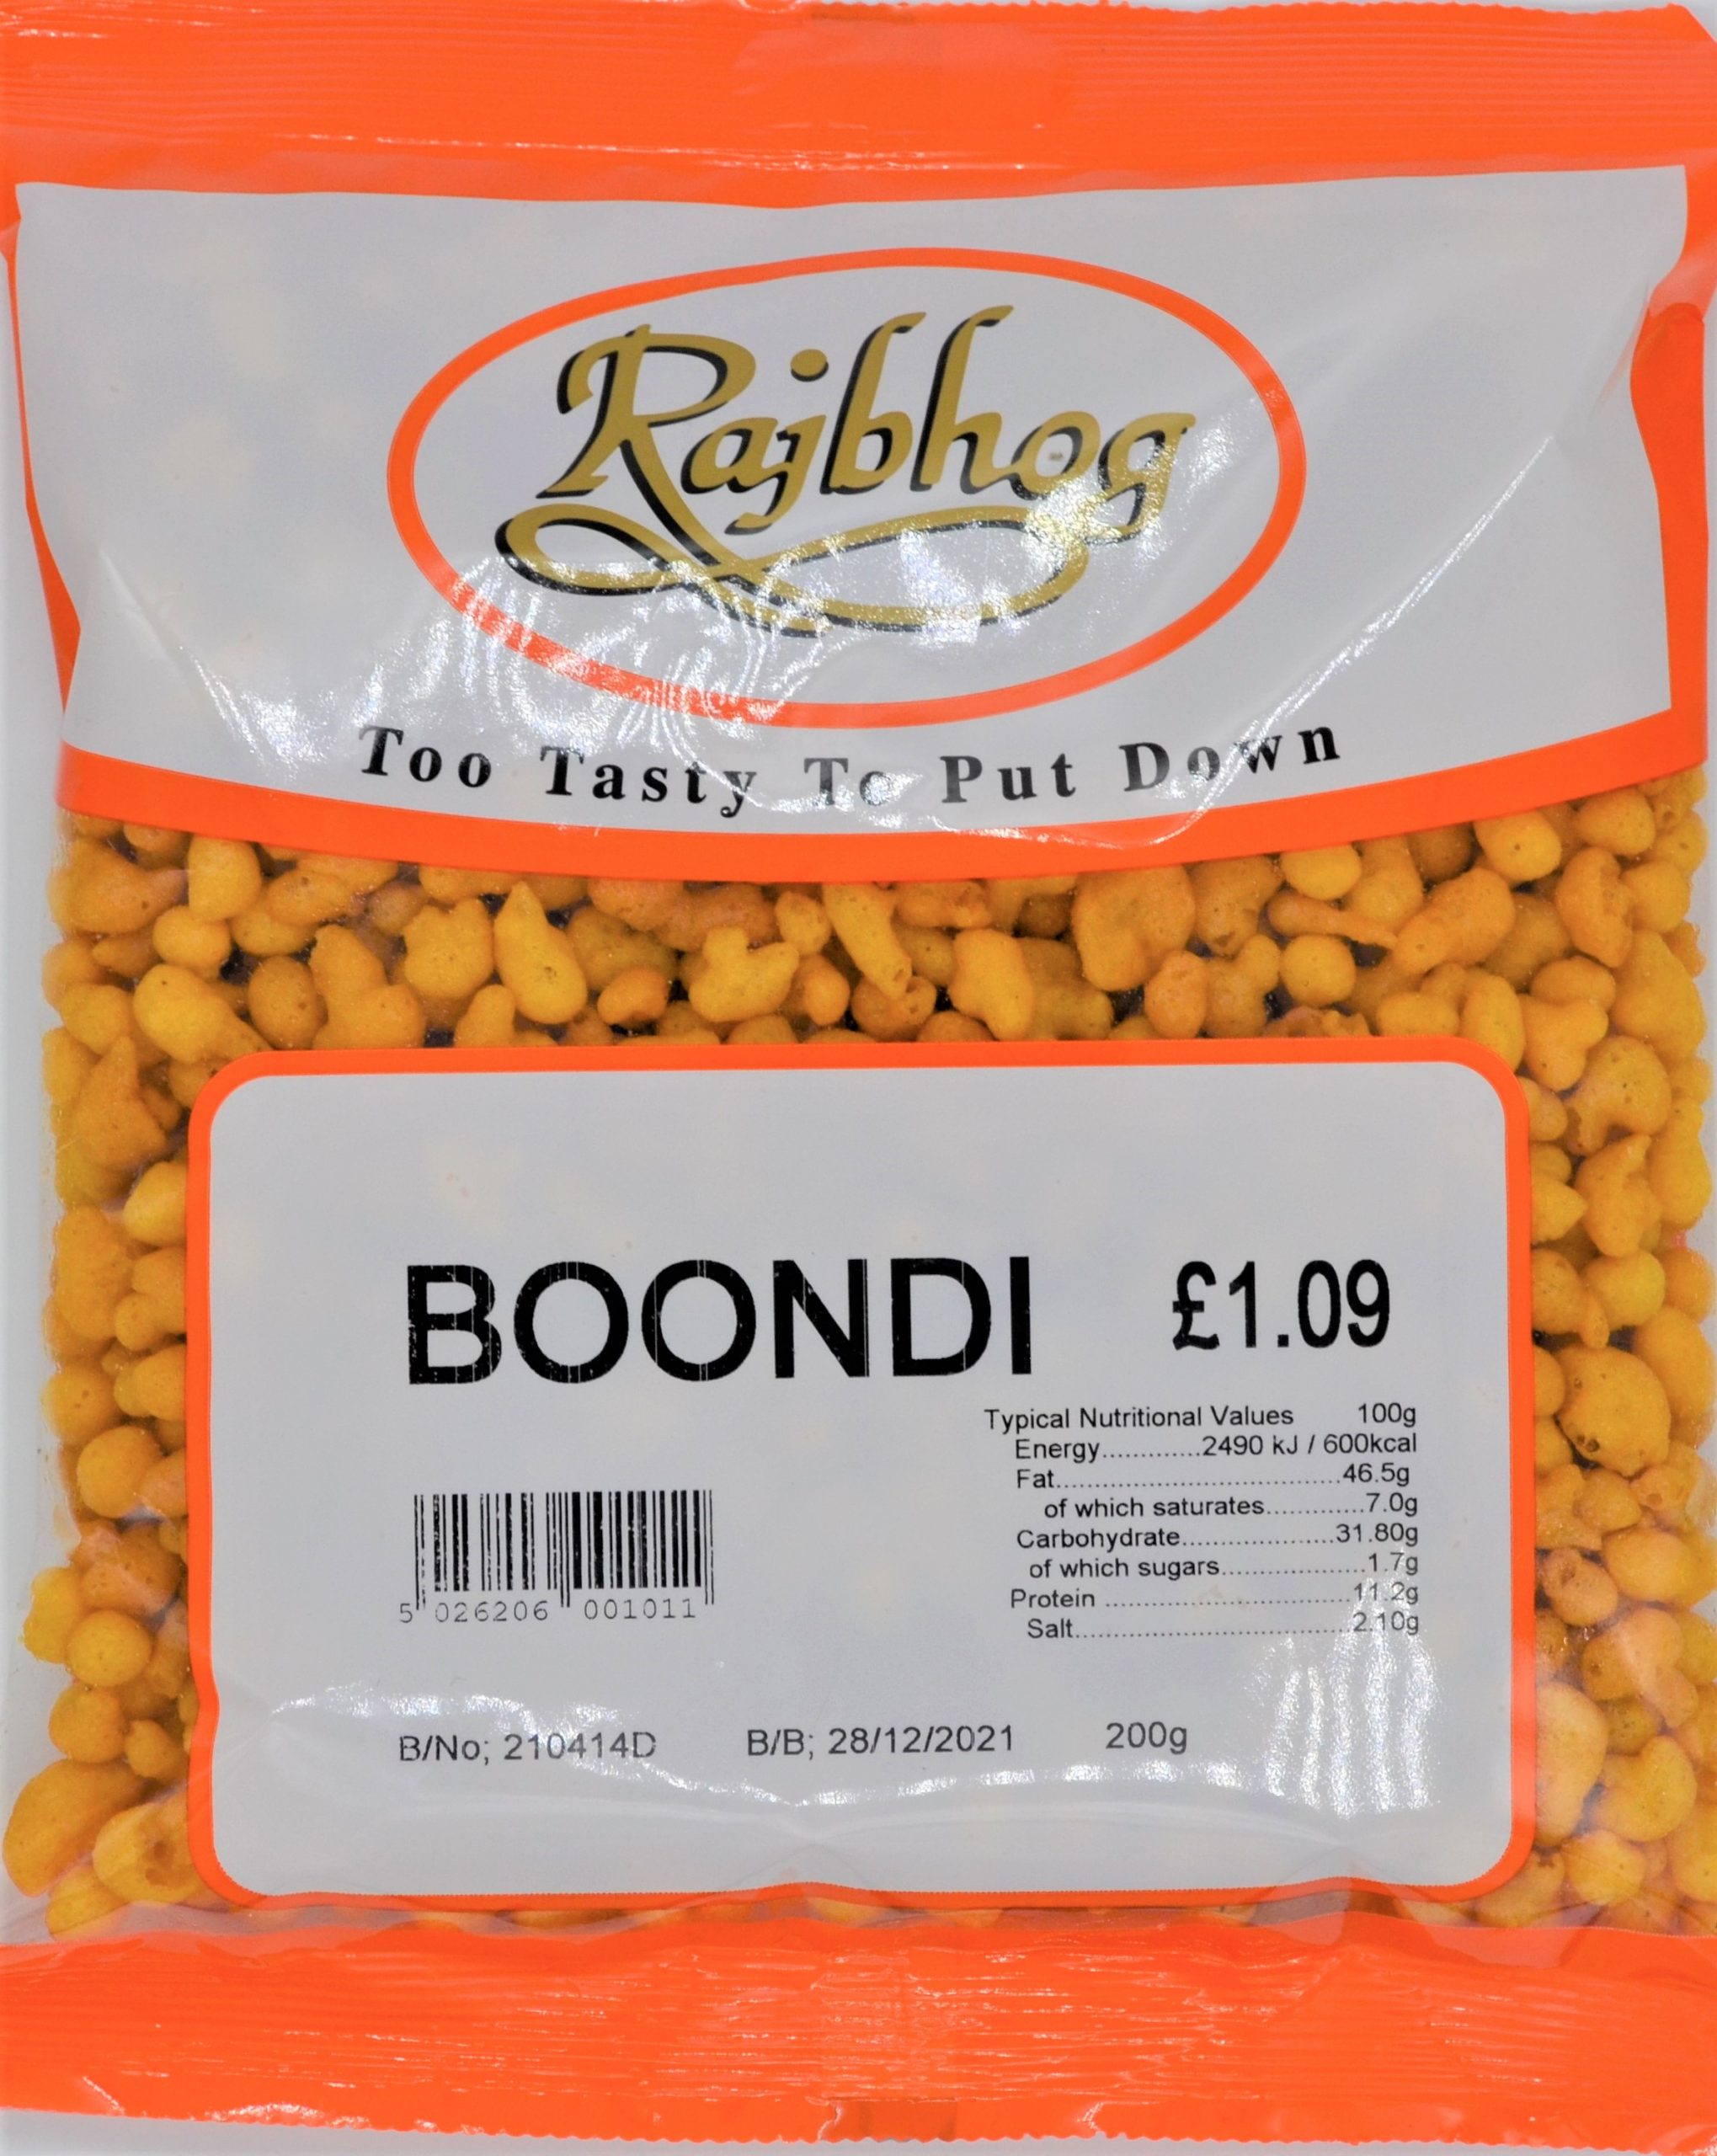 Rajbhog
Too Tasty To Put Down
BOONDI £1.09
Typical Nutritional Values 100g
Energy.............2490 kJ / 600kcal
Fat......................................46.5g
of which saturates.............7.0g
Carbohydrate....................31.80g
of which sugars...................1.7g
Protein ................................11.2g
Salt.....................................2.10g
5 026206 001011
B/No; 210414D B/B; 28/12/2021 200g